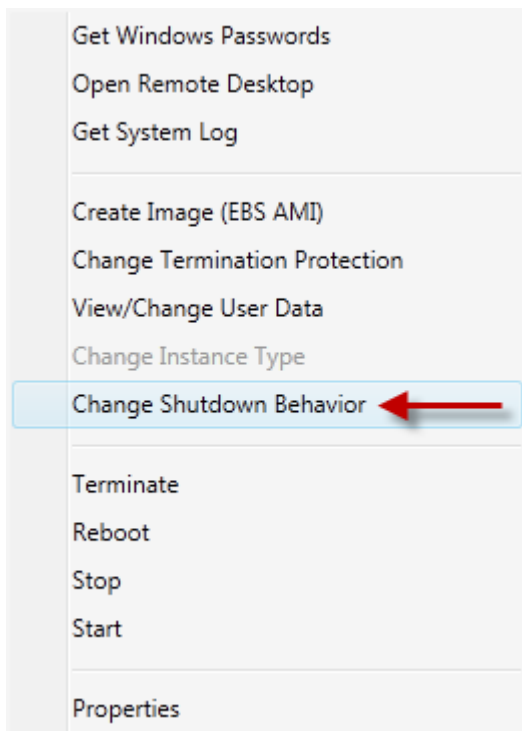 Get Windows Passwords
Open Remote Desktop
Get System Log
Create Image (EBS AMI)
Change Termination Protection
View/Change User Data
Change Instance Type
Change Shutdown Behavior
Terminate
Reboot
Stop
Start
Properties